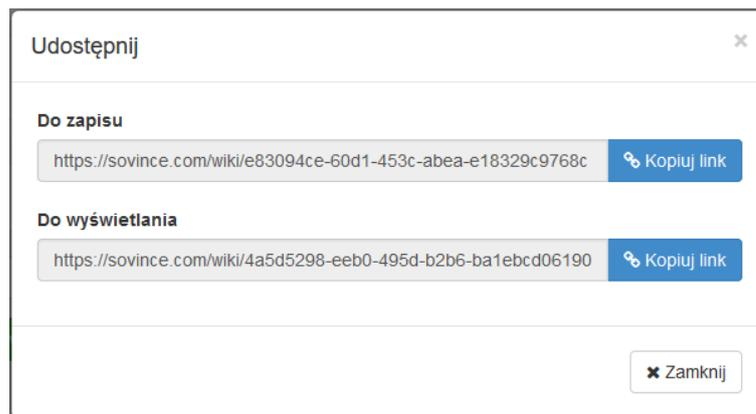 Udostępnij
Do zapisu
https://sovince.com/wiki/e83094ce-60d1-453c-abea-e18329c9768c Kopiuj link
Do wyświetlania
https://sovince.com/wiki/4a5d5298-eeb0-495d-b2b6-ba1ebcd06190 Kopiuj link
Zamknij